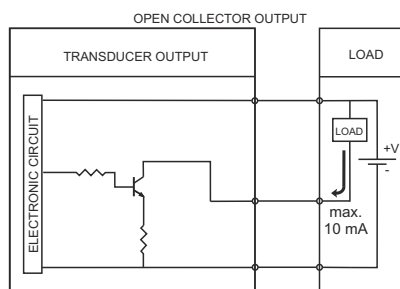 OPEN COLLECTOR OUTPUT
TRANSDUCER OUTPUT
LOAD
ELECTRONIC CIRCUIT
LOAD
+V
-
max.
10 mA